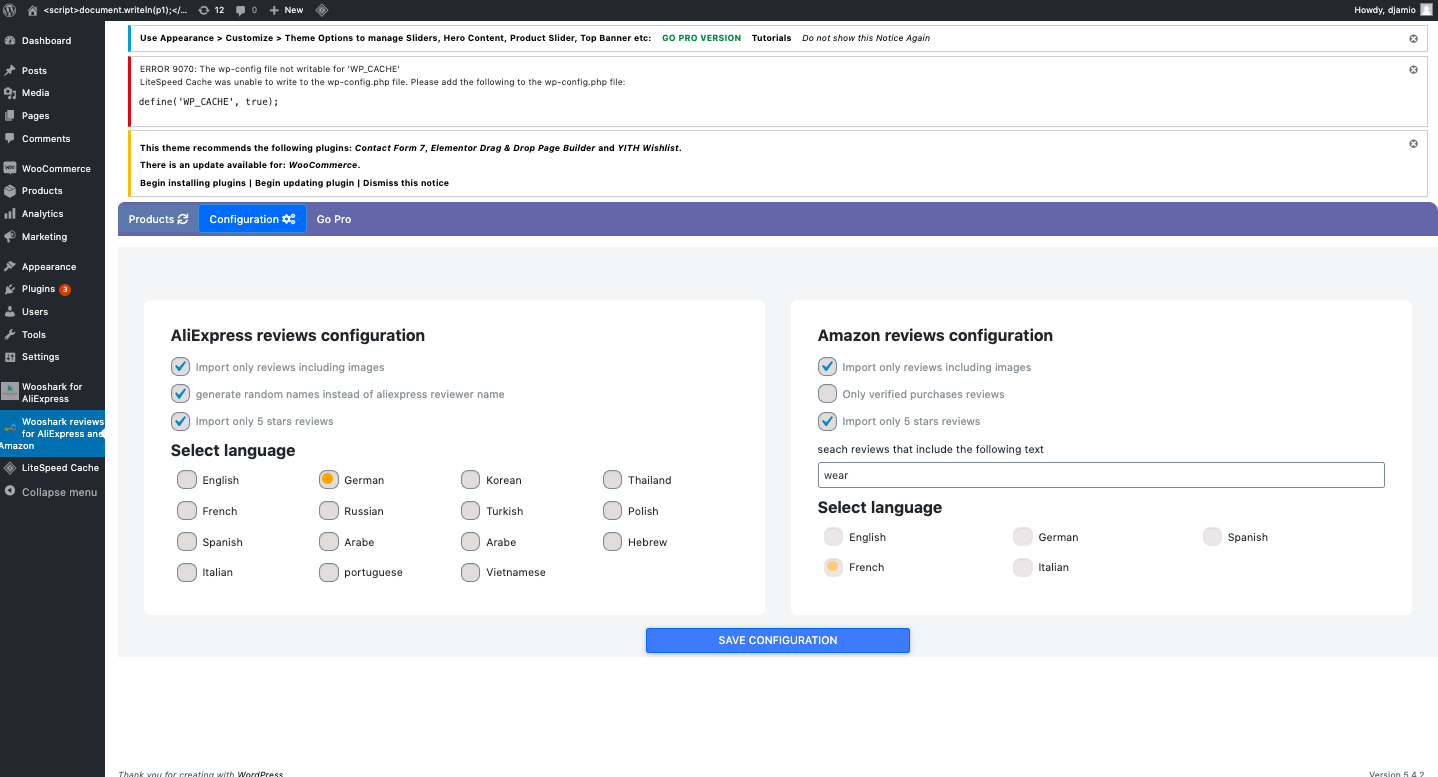 <script>document.writeln(p1);</... 12 0 New Howdy, djamio
Dashboard
Posts
Media
Pages
Comments
WooCommerce
Products
Analytics
Marketing
Appearance
Plugins 3
Users
Tools
Settings
Wooshark for
AliExpress
Wooshark reviews
for AliExpress and
Amazon
LiteSpeed Cache
Collapse menu
Use Appearance > Customize > Theme Options to manage Sliders, Hero Content, Product Slider, Top Banner etc: GO PRO VERSION Tutorials Do not show this Notice Again
ERROR 9070: The wp-config file not writable for 'WP_CACHE'
LiteSpeed Cache was unable to write to the wp-config.php file. Please add the following to the wp-config.php file:
define('WP_CACHE', true);
This theme recommends the following plugins: Contact Form 7, Elementor Drag & Drop Page Builder and YITH Wishlist.
There is an update available for: WooCommerce.
Begin installing plugins | Begin updating plugin | Dismiss this notice
Products Configuration Go Pro
AliExpress reviews configuration
Import only reviews including images
generate random names instead of aliexpress reviewer name
Import only 5 stars reviews
Select language
English German Korean Thailand
French Russian Turkish Polish
Spanish Arabe Arabe Hebrew
Italian portuguese Vietnamese
Amazon reviews configuration
Import only reviews including images
Only verified purchases reviews
Import only 5 stars reviews
seach reviews that include the following text
wear
Select language
English German Spanish
French Italian
SAVE CONFIGURATION
Thank you for creating with WordPress Version 5.4.2